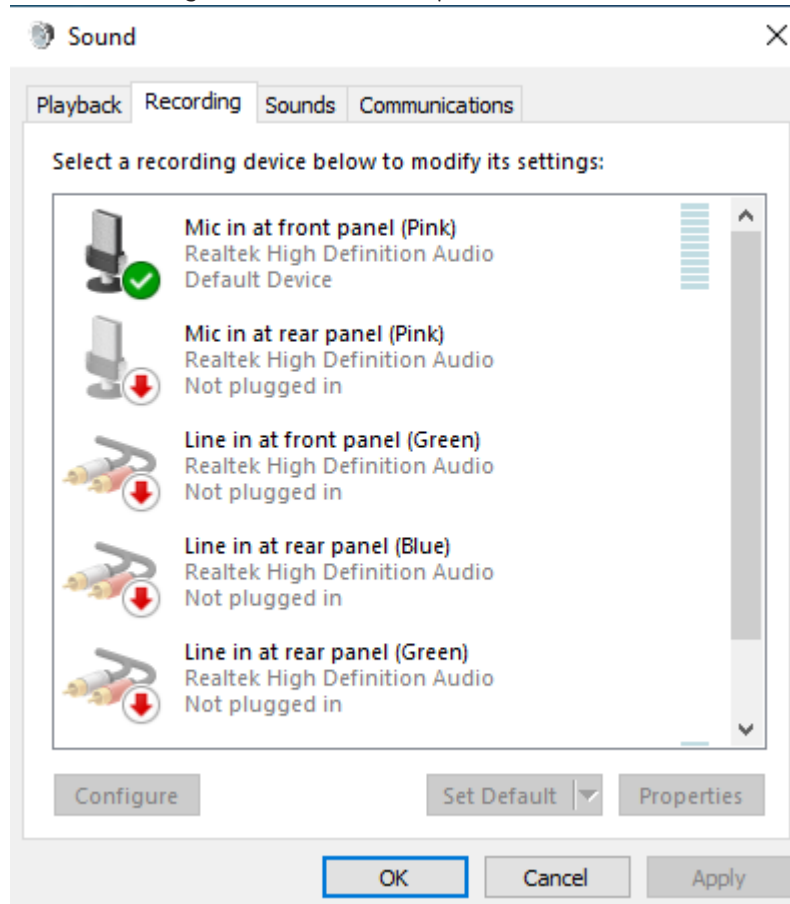 Sound
Playback Recording Sounds Communications
Select a recording device below to modify its settings:
Mic in at front panel (Pink)
Realtek High Definition Audio
Default Device
Mic in at rear panel (Pink)
Realtek High Definition Audio
Not plugged in
Line in at front panel (Green)
Realtek High Definition Audio
Not plugged in
Line in at rear panel (Blue)
Realtek High Definition Audio
Not plugged in
Line in at rear panel (Green)
Realtek High Definition Audio
Not plugged in
Configure Set Default Properties
OK Cancel Apply